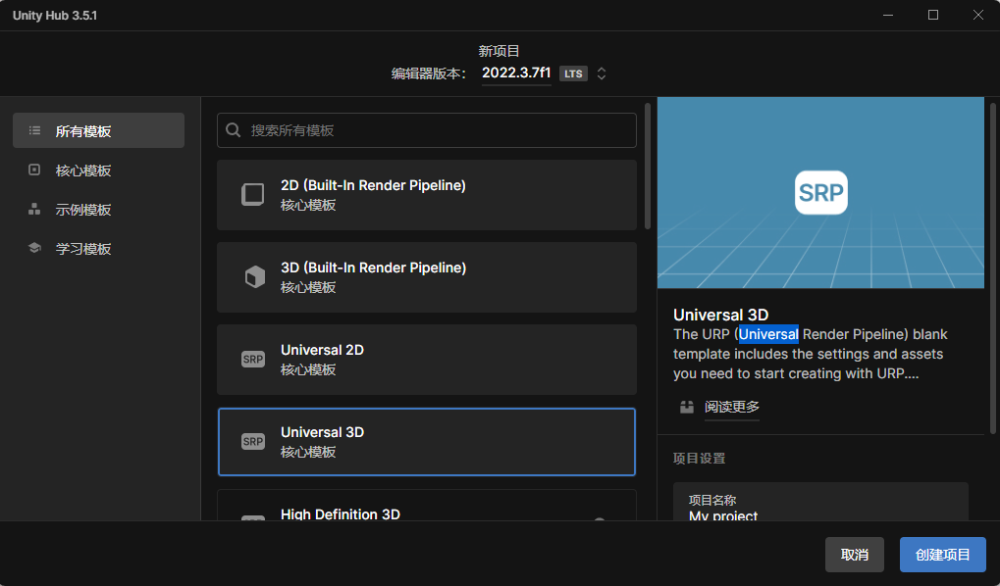 Unity Hub 3.5.1
新项目
编辑器版本： 2022.3.7f1 LTS
所有模板
核心模板
示例模板
学习模板
搜索所有模板
2D (Built-In Render Pipeline)
核心模板
3D (Built-In Render Pipeline)
核心模板
SRP
Universal 2D
核心模板
SRP
Universal 3D
核心模板
High Definition 3D
SRP
Universal 3D
The URP (Universal Render Pipeline) blank
template includes the settings and assets
you need to start creating with URP....
阅读更多
项目设置
项目名称
My project
取消
创建项目